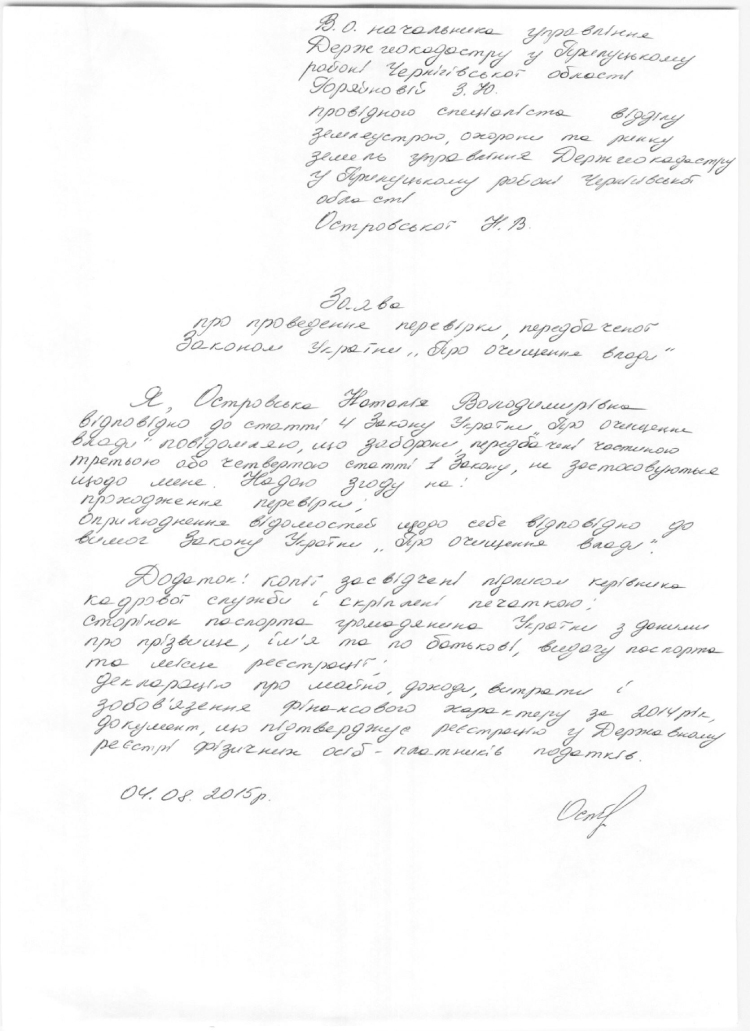 В.О. начальника управління
Держгеокадастру у Прилуцькому
районі Чернігівської області
Горяйновій З.Ю.
провідного спеціаліста відділу
землеустрою, охорони та ринку
земель управління Держгеокадастру
у Прилуцькому районі Чернігівської
області
Островської Н.В.
Заява
про проведення перевірки, передбаченої
Законом України „Про очищення влади"
Я, Островська Наталія Володимирівна
відповідно до статті 4 Закону України „Про очищення
влади" повідомляю, що заборони, передбачені частиною
третьою або четвертою статті 1 Закону, не застосовуються
щодо мене. Надаю згоду на:
проходження перевірки;
оприлюднення відомостей щодо себе відповідно до
вимог Закону України „Про очищення влади".
Додаток: копії засвідчені підписом керівника
кадрової служби і скріплені печаткою:
сторінок паспорта громадянина України з даними
про прізвище, ім'я та по батькові, видачу паспорта
та місце реєстрації;
декларацію про майно, доходи, витрати і
зобов'язення фінансового характеру за 2014 рік,
документ, що підтверджує реєстрацію у Державному
реєстрі фізичних осіб - платників податків.
04.08.2015р.
Ост